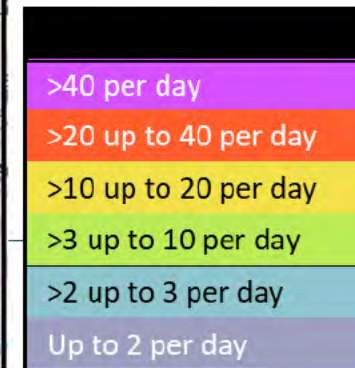 >40 per day
>20 up to 40 per day
>10 up to 20 per day
>3 up to 10 per day
>2 up to 3 per day
Up to 2 per day